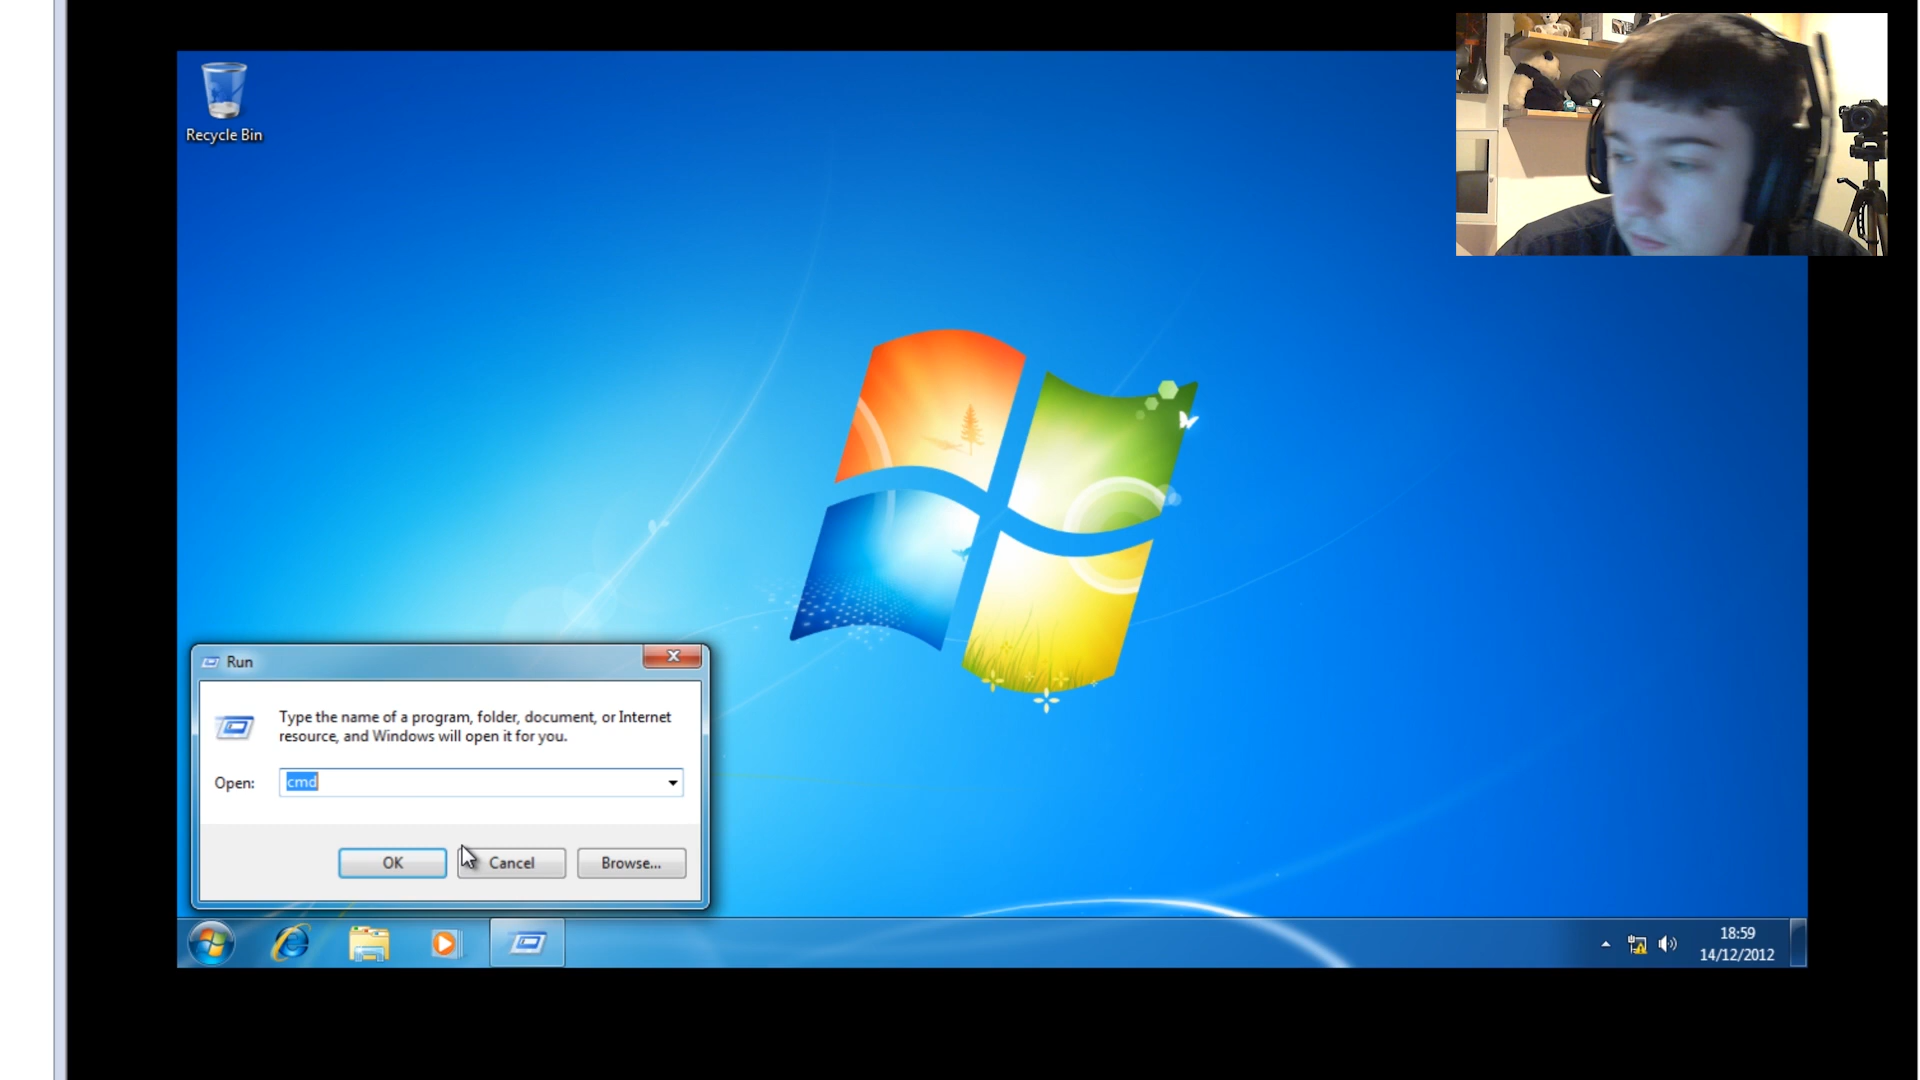 Recycle Bin
Run
Type the name of a program, folder, document, or Internet
resource, and Windows will open it for you.
Open:
cmd
OK
Cancel
Browse...
18:59
14/12/2012